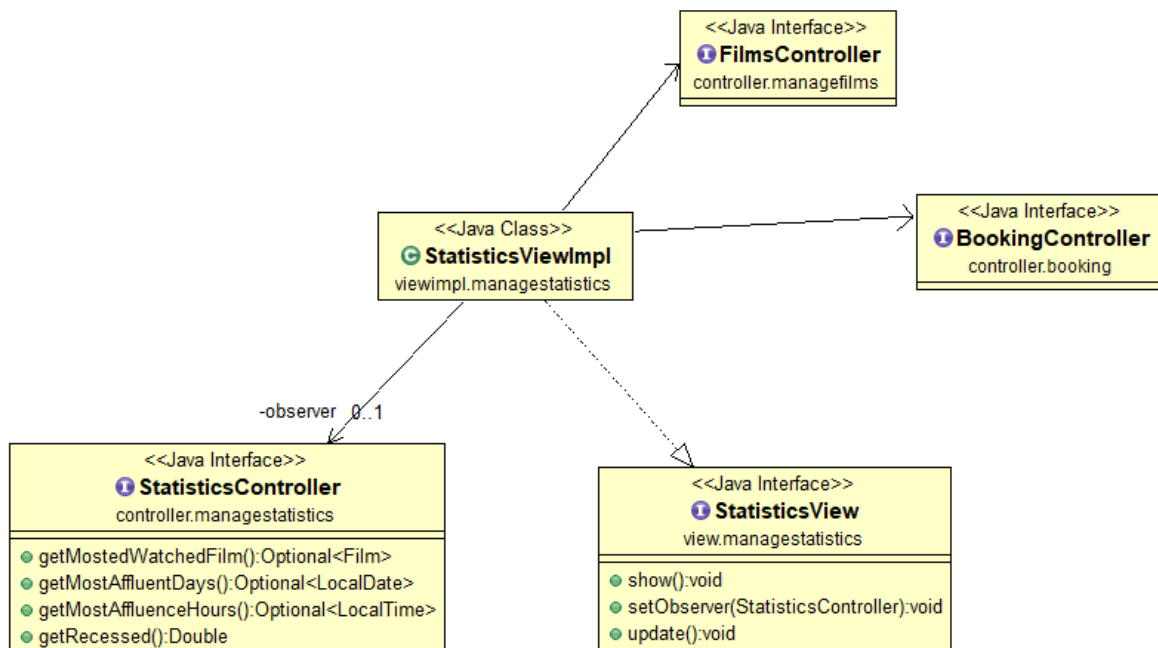 <<Java Interface>>
FilmsController
controller.managefilms
<<Java Class>>
StatisticsViewImpl
viewimpl.managestatistics
<<Java Interface>>
BookingController
controller.booking
-observer 0..1
<<Java Interface>>
StatisticsController
controller.managestatistics
getMostedWatchedFilm():Optional<Film>
getMostAffluentDays():Optional<LocalDate>
getMostAffluenceHours():Optional<LocalTime>
getRecessed():Double
<<Java Interface>>
StatisticsView
view.managestatistics
show():void
setObserver(StatisticsController):void
update():void